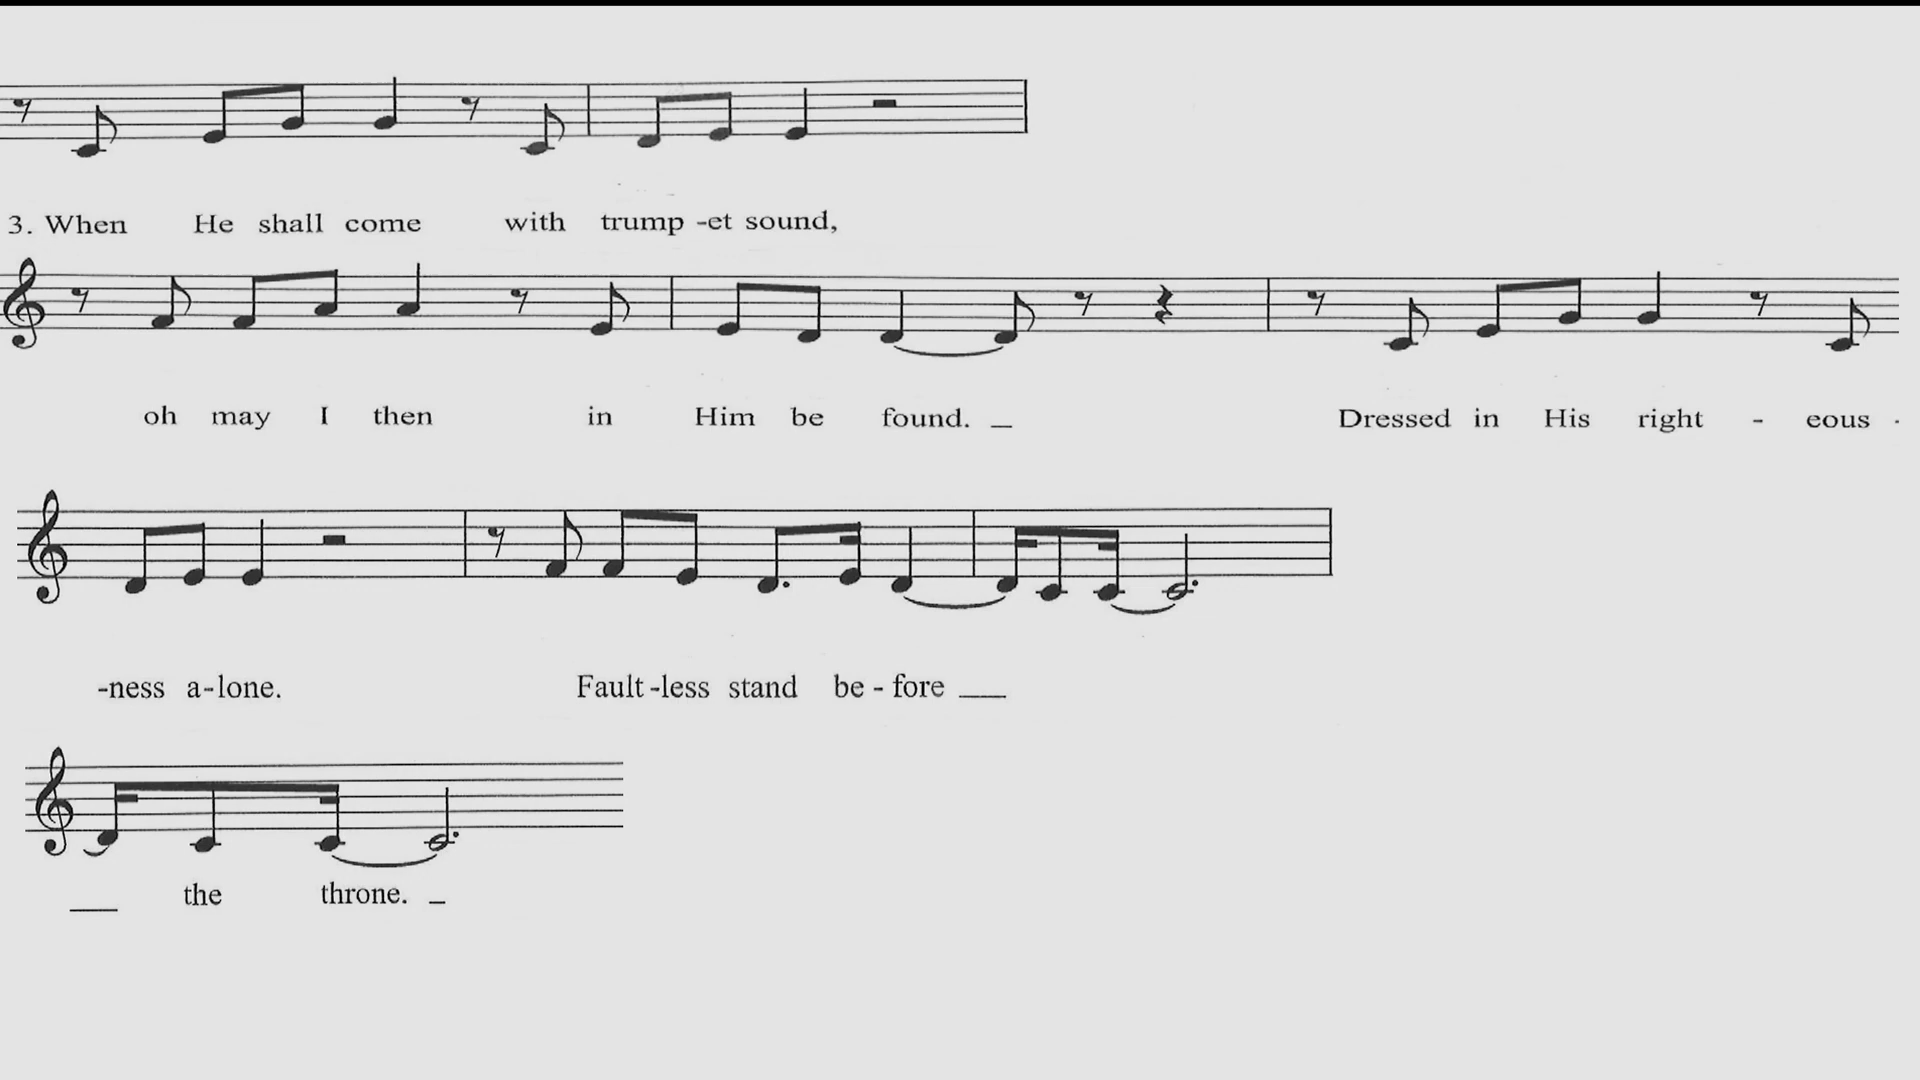 3. When He shall come with trump -et sound,
oh may I then in Him be found. _ Dressed in His right - eous -
-ness a-lone. Fault-less stand be - fore ___
___ the throne. _